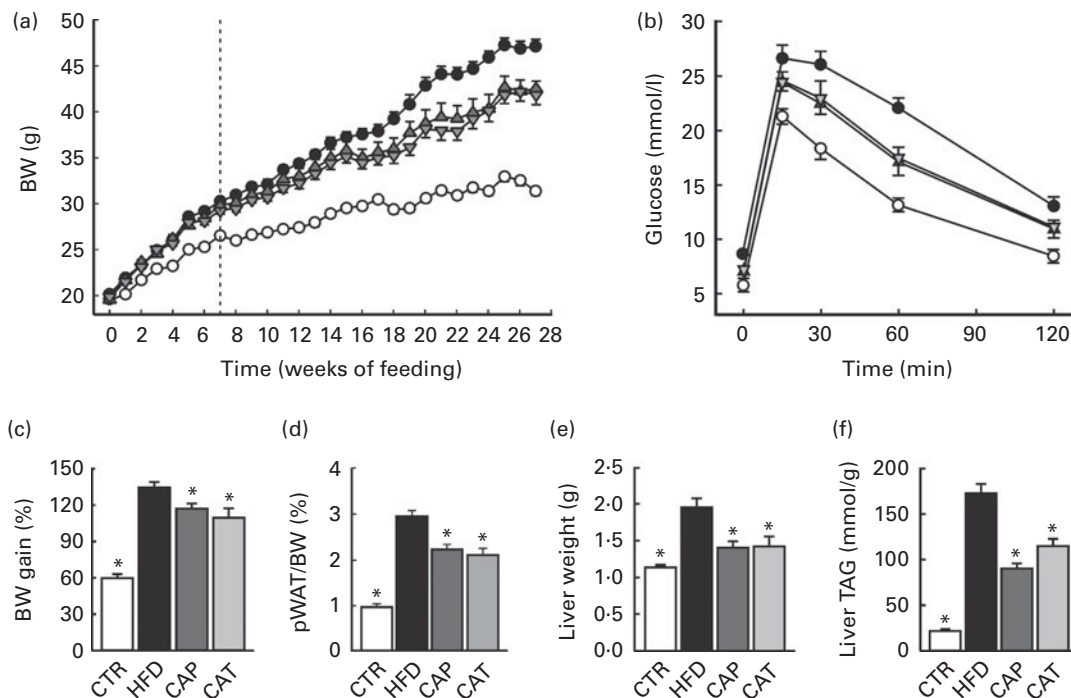 (a)
50
45
40
35
30
25
20
BW (g)
0 2 4 6 8 10 12 14 16 18 20 22 24 26 28
Time (weeks of feeding)
(b)
30
25
20
15
10
5
Glucose (mmol/l)
0 30 60 90 120
Time (min)
(c)
150
120
90
60
30
0
BW gain (%)
* * *
CTR HFD CAP CAT
(d)
4
3
2
1
0
pWAT/BW (%)
* * *
CTR HFD CAP CAT
(e)
2·5
2·0
1·5
1·0
0·5
0·0
Liver weight (g)
* * *
CTR HFD CAP CAT
(f)
200
150
100
50
0
Liver TAG (mmol/g)
* * *
CTR HFD CAP CAT